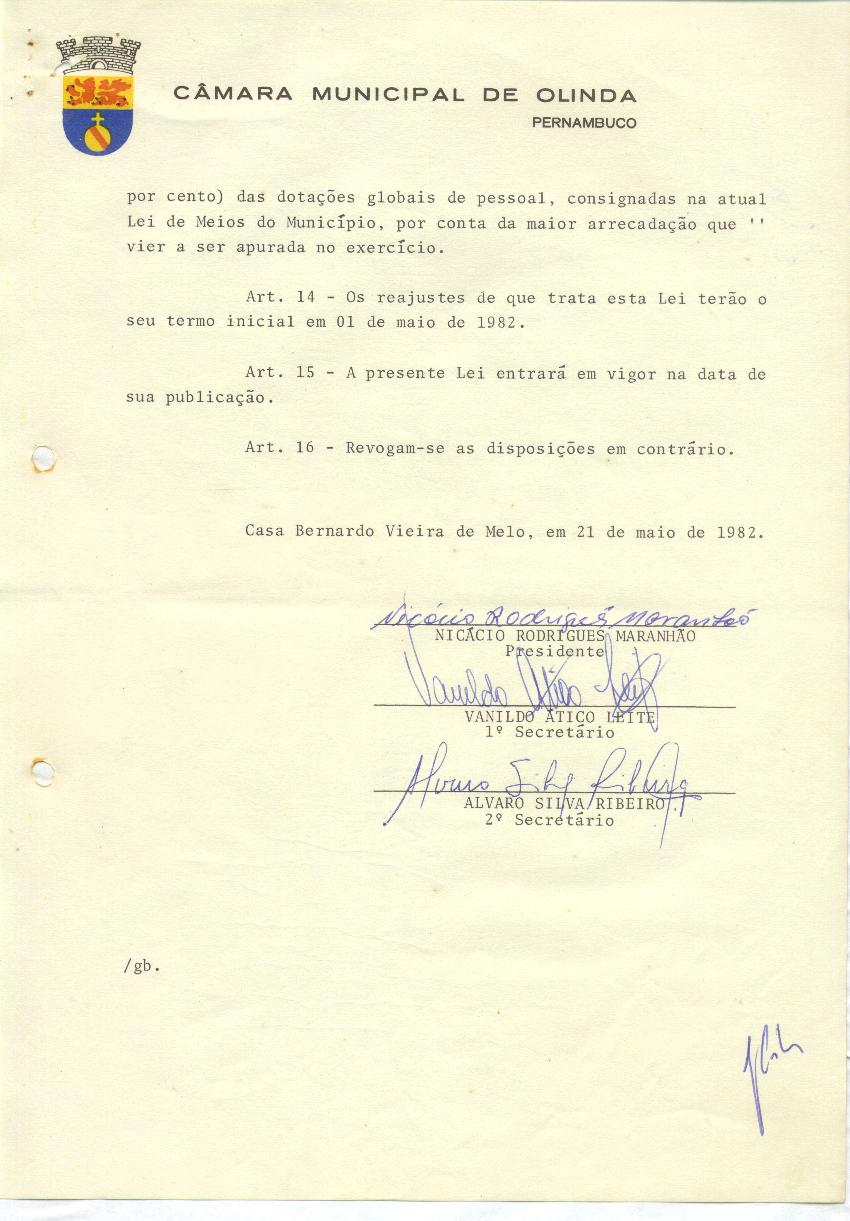 CÂMARA MUNICIPAL DE OLINDA
PERNAMBUCO
por cento) das dotações globais de pessoal, consignadas na atual
Lei de Meios do Município, por conta da maior arrecadação que ''
vier a ser apurada no exercício.
Art. 14 - Os reajustes de que trata esta Lei terão o
seu termo inicial em 01 de maio de 1982.
Art. 15 - A presente Lei entrará em vigor na data de
sua publicação.
Art. 16 - Revogam-se as disposições em contrário.
Casa Bernardo Vieira de Melo, em 21 de maio de 1982.
Nicácio Rodrigues Maranhão
NICÁCIO RODRIGUES MARANHÃO
Presidente
Vanildo Ático Leite
VANILDO ÁTICO LEITE
1º Secretário
Alvaro Silva Ribeiro
ALVARO SILVA RIBEIRO.
2º Secretário
/gb.